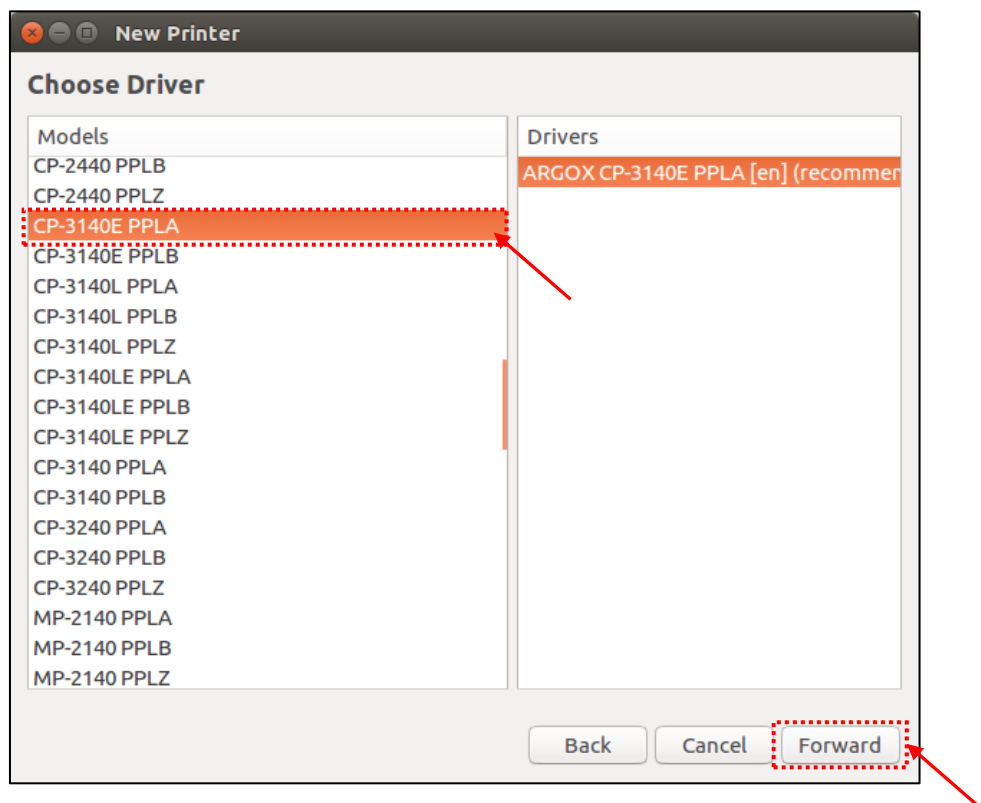 New Printer
Choose Driver
Models
CP-2440 PPLB
CP-2440 PPLZ
CP-3140E PPLA
CP-3140E PPLB
CP-3140L PPLA
CP-3140L PPLB
CP-3140L PPLZ
CP-3140LE PPLA
CP-3140LE PPLB
CP-3140LE PPLZ
CP-3140 PPLA
CP-3140 PPLB
CP-3240 PPLA
CP-3240 PPLB
CP-3240 PPLZ
MP-2140 PPLA
MP-2140 PPLB
MP-2140 PPLZ
Drivers
ARGOX CP-3140E PPLA [en] (recommen
Back Cancel Forward